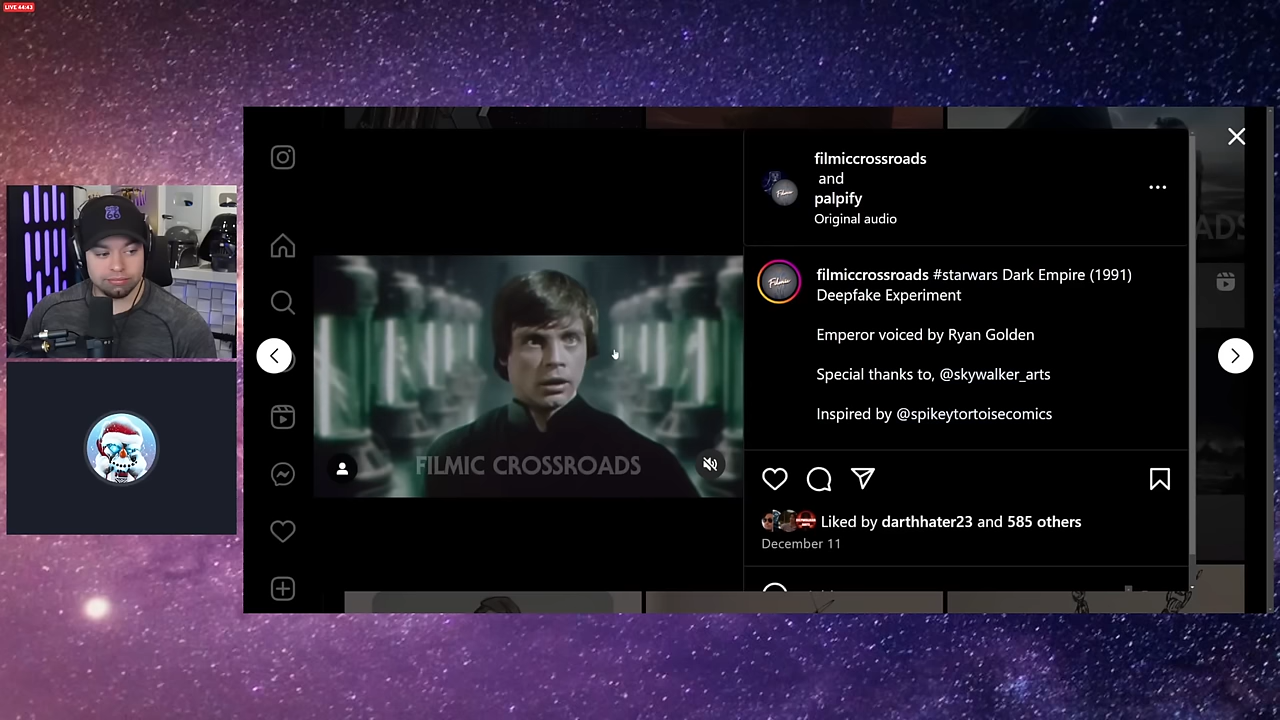 LIVE 44:43
filmiccrossroads
and
palpify
Original audio
filmiccrossroads #starwars Dark Empire (1991)
Deepfake Experiment
Emperor voiced by Ryan Golden
Special thanks to, @skywalker_arts
Inspired by @spikeytortoisecomics
FILMIC CROSSROADS
Liked by darthhater23 and 585 others
December 11